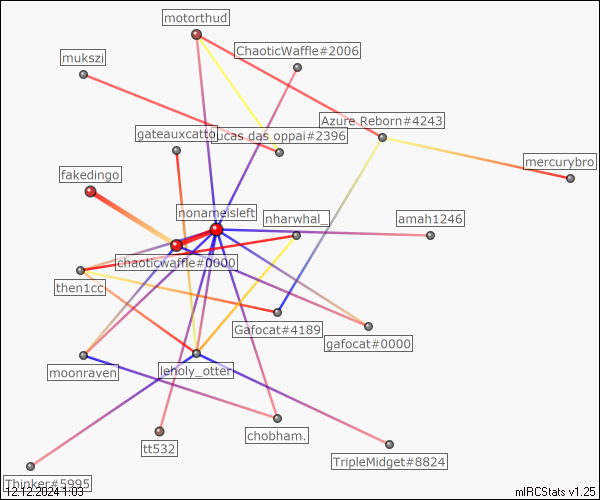 motorthud
ChaoticWaffle#2006
mukszi
Azure Reborn#4243
gateauxcatto
lucas das oppai#2396
mercurybro
fakedingo
nonameisleft
nharwhal_
amah1246
chaoticwaffle#0000
then1cc
Gafocat#4189
gafocat#0000
moonraven
leholy_otter
chobham.
tt532
TripleMidget#8824
Thinker#5995
12.12.2024 1:03
mIRCStats v1.25